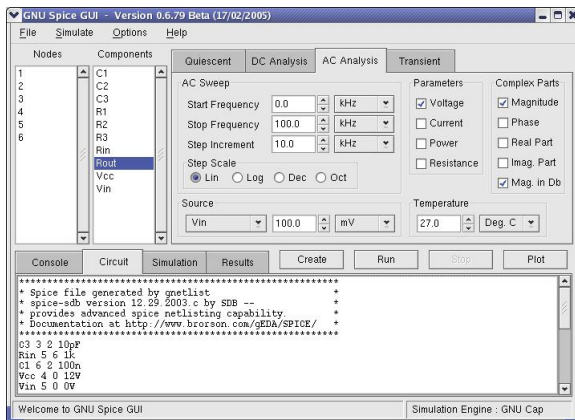 GNU Spice GUI - Version 0.6.79 Beta (17/02/2005)
File Simulate Options Help
Nodes
1
2
3
4
5
6
Components
C1
C2
C3
R1
R2
R3
Rin
Rout
Vcc
Vin
Quiescent DC Analysis AC Analysis Transient
AC Sweep
Start Frequency 0.0 kHz
Stop Frequency 100.0 kHz
Step Increment 10.0 kHz
Step Scale
Lin Log Dec Oct
Parameters
Voltage
Current
Power
Resistance
Complex Parts
Magnitude
Phase
Real Part
Imag. Part
Mag. in Db
Source
Vin 100.0 mV
Temperature
27.0 Deg. C
Console Circuit Simulation Results Create Run Stop Plot
*********************************************************
* Spice file generated by gnetlist *
* spice-sdb version 12.29.2003.c by SDB -- *
* provides advanced spice netlisting capability. *
* Documentation at http://www.brorson.com/gEDA/SPICE/ *
*********************************************************
C3 3 2 10pF
Rin 5 6 1k
C1 6 2 100n
Vcc 4 0 12V
Vin 5 0 0V
Welcome to GNU Spice GUI
Simulation Engine : GNU Cap